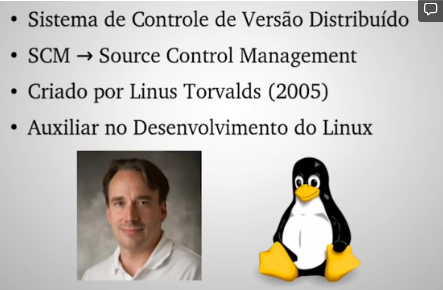 • Sistema de Controle de Versão Distribuído
• SCM → Source Control Management
• Criado por Linus Torvalds (2005)
• Auxiliar no Desenvolvimento do Linux